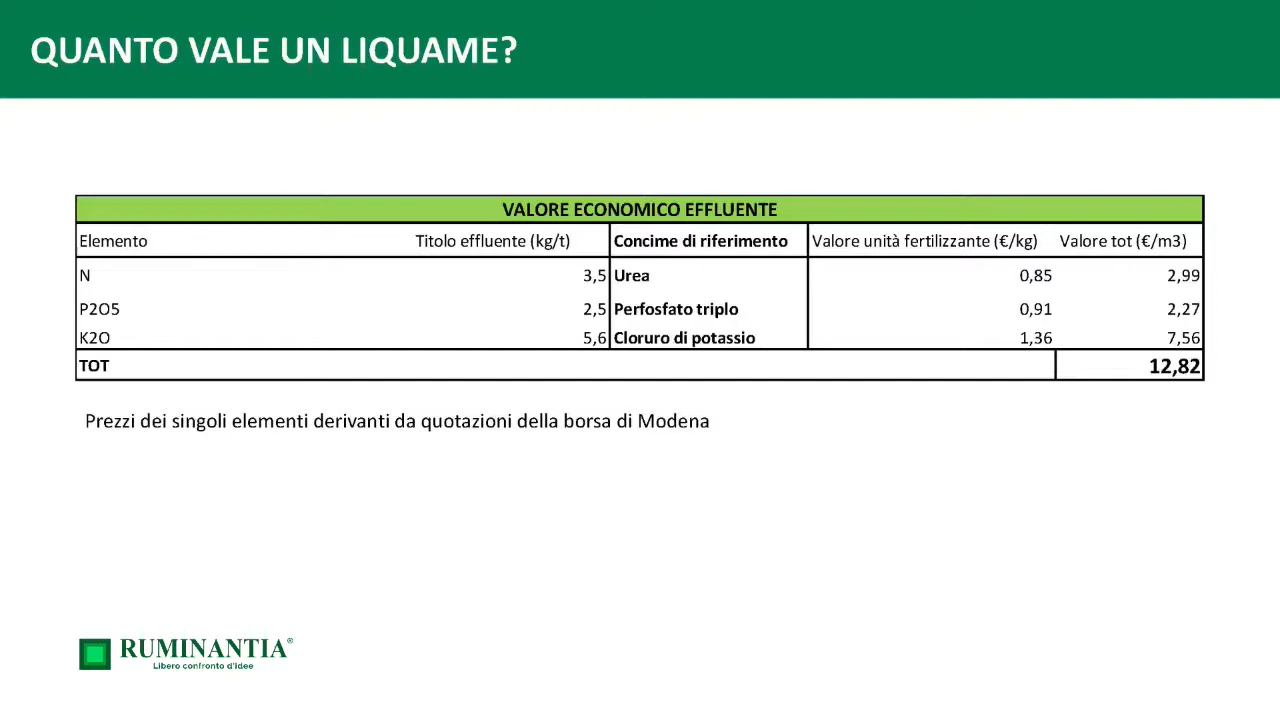 QUANTO VALE UN LIQUAME?
VALORE ECONOMICO EFFLUENTE
Elemento Titolo effluente (kg/t) Concime di riferimento Valore unità fertilizzante (€/kg) Valore tot (€/m3)
N 3,5 Urea 0,85 2,99
P2O5 2,5 Perfosfato triplo 0,91 2,27
K2O 5,6 Cloruro di potassio 1,36 7,56
TOT 12,82
Prezzi dei singoli elementi derivanti da quotazioni della borsa di Modena
RUMINANTIA®
Libero confronto d'idee